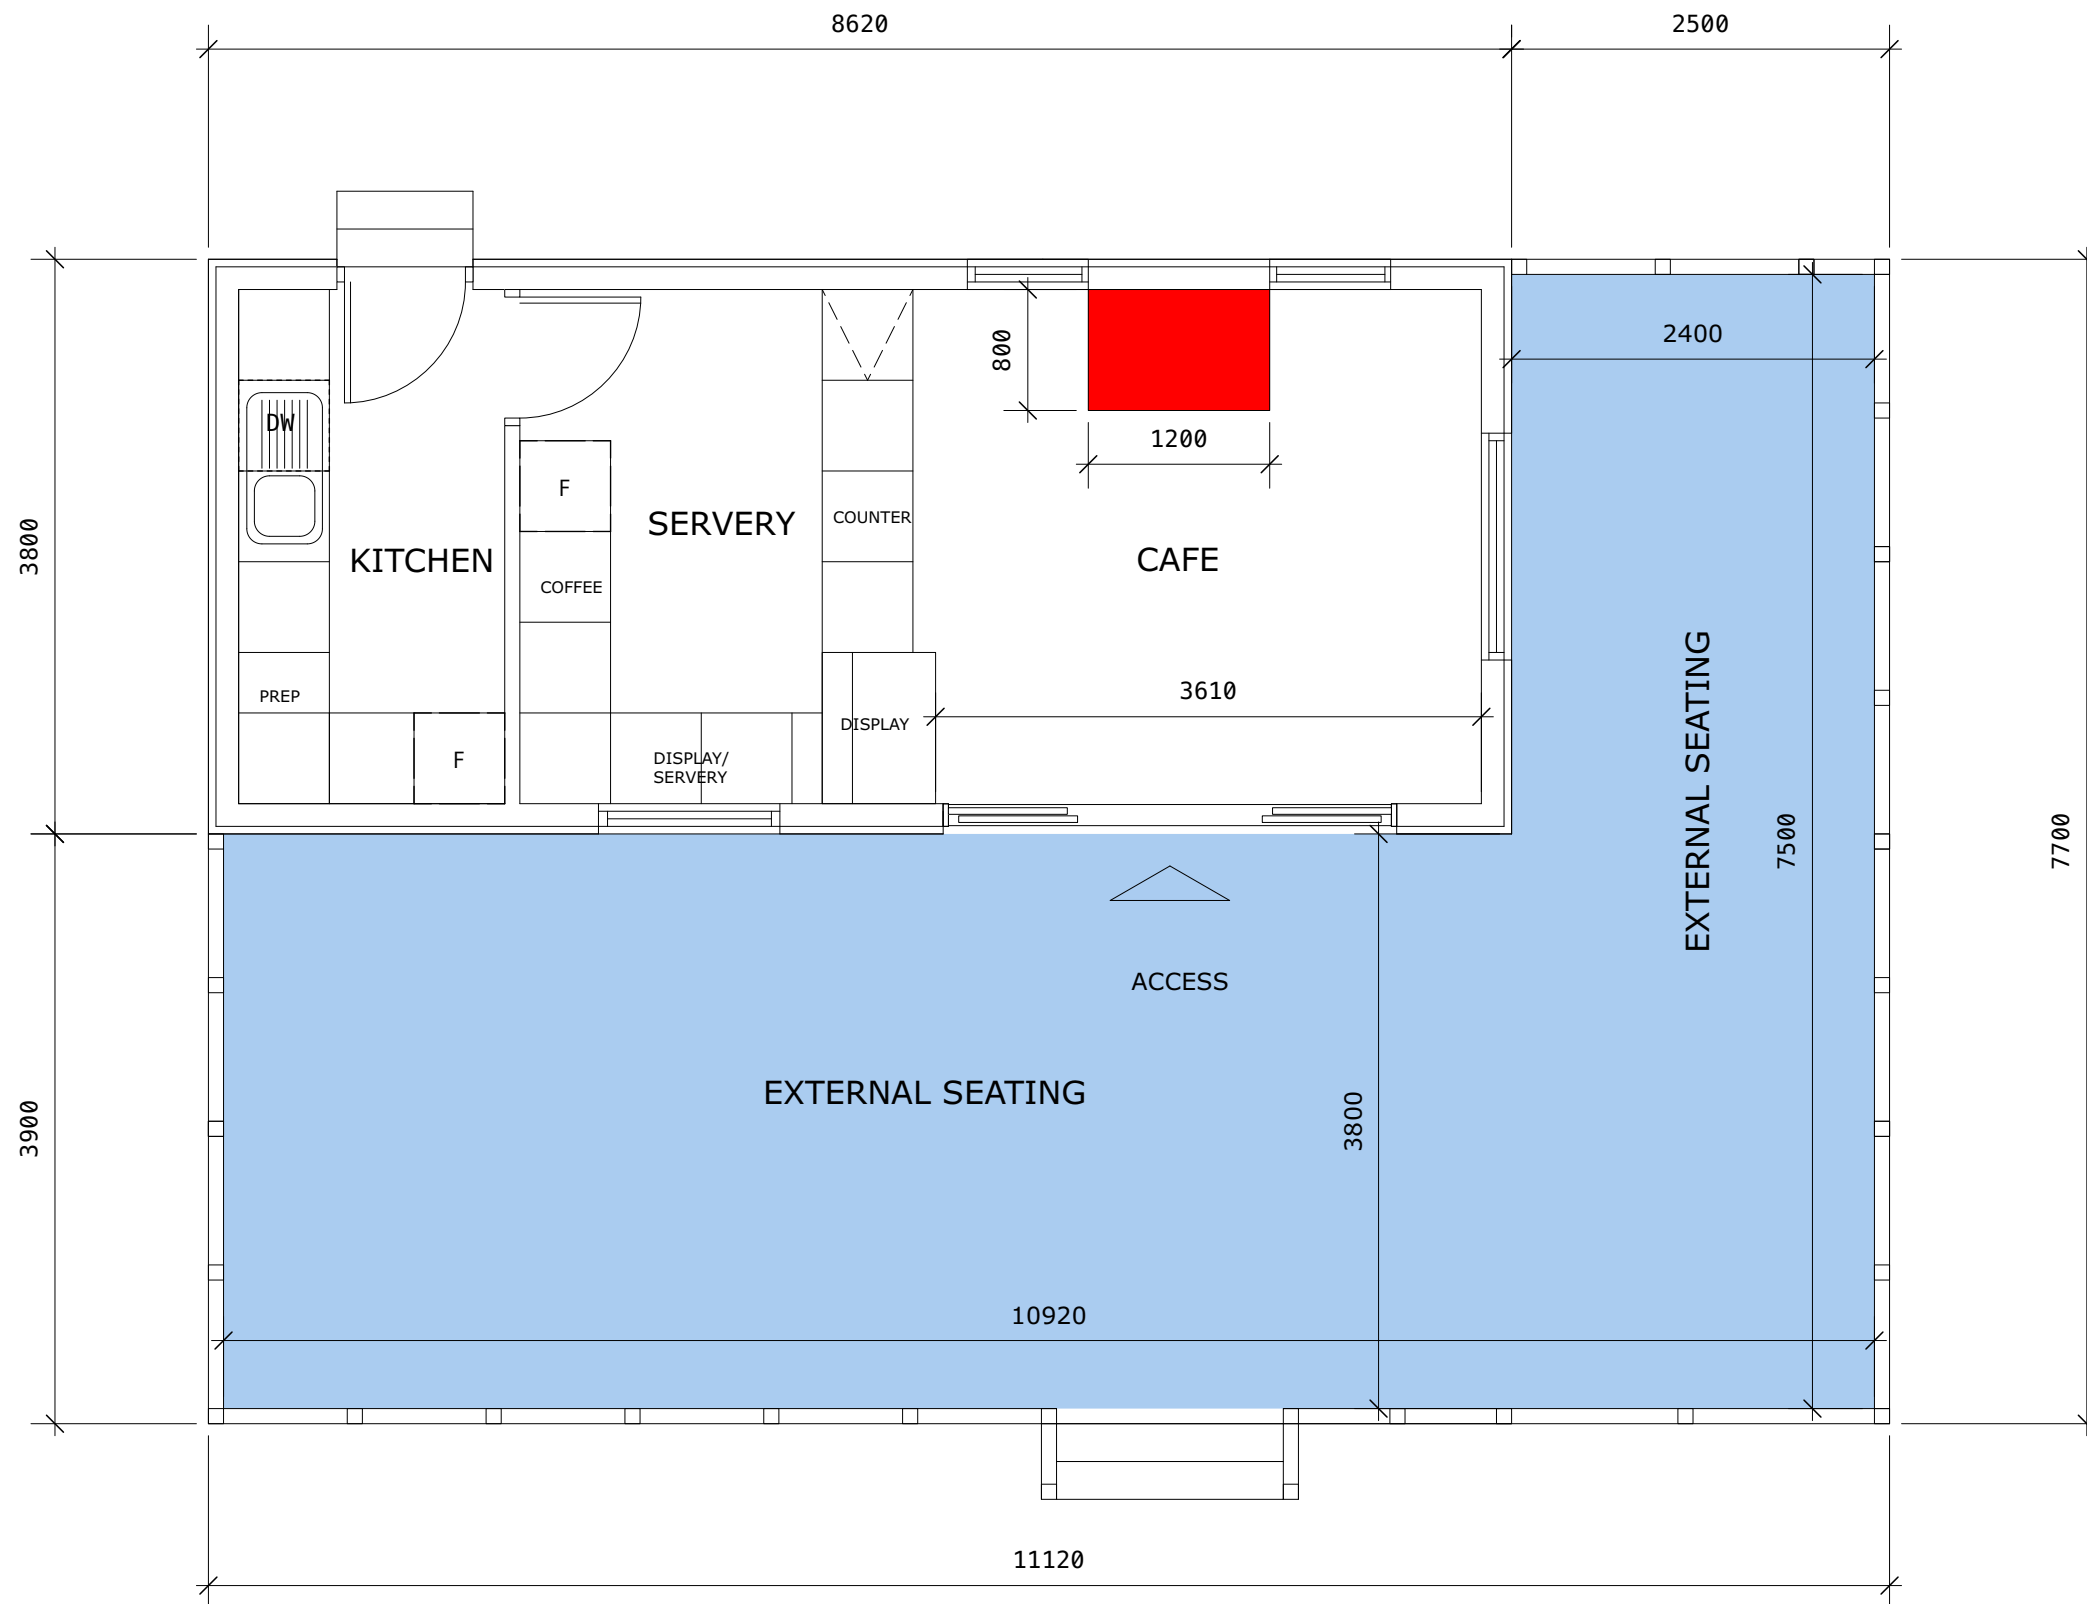 8620
2500
2400
800
DW
1200
F
SERVERY
COUNTER
3800
KITCHEN
CAFE
COFFEE
EXTERNAL SEATING
3610
PREP
DISPLAY
DISPLAY/
SERVERY
F
7500
7700
ACCESS
EXTERNAL SEATING
3800
3900
10920
11120